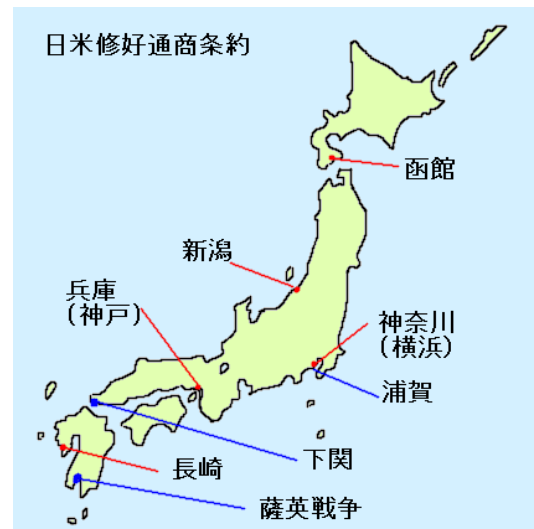 日米修好通商条約
函館
新潟
兵庫
(神戸)
神奈川
(横浜)
浦賀
下関
長崎
薩英戦争